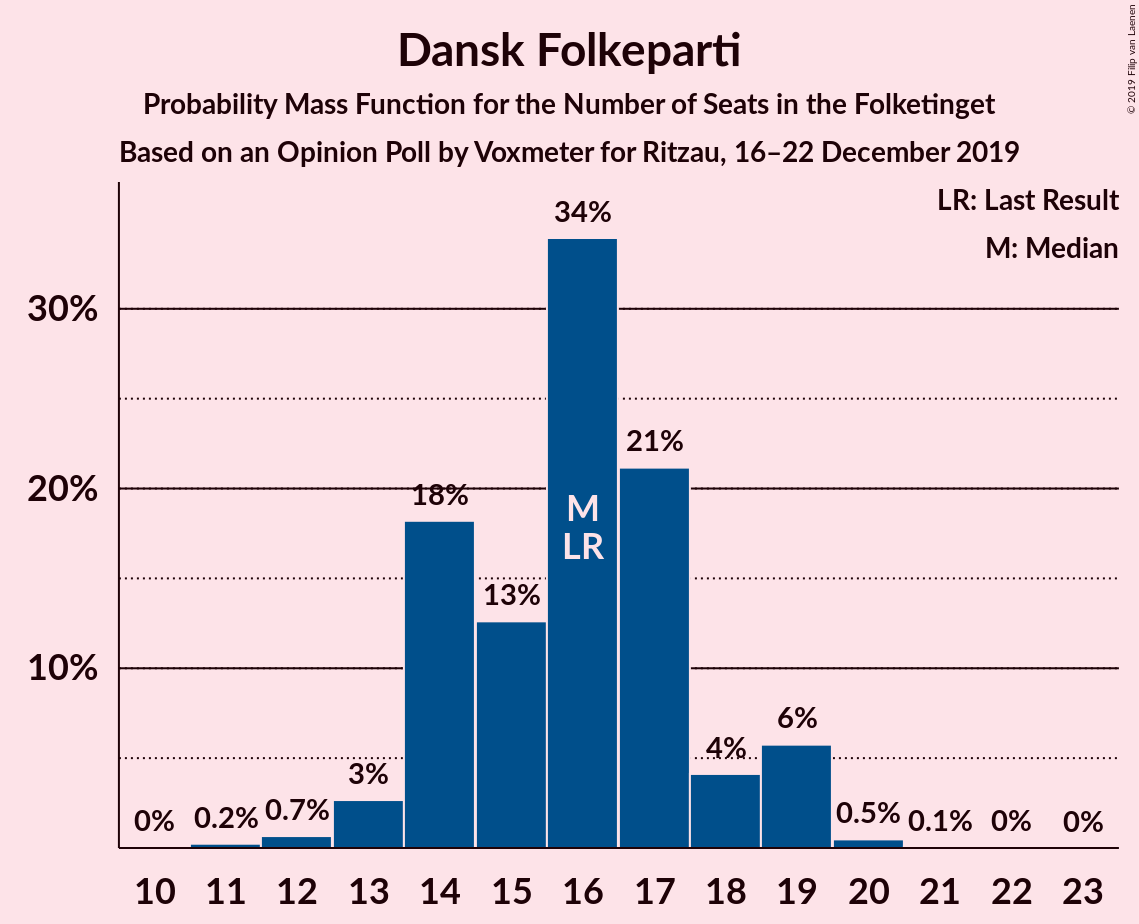 Dansk Folkeparti
Probability Mass Function for the Number of Seats in the Folketinget
Based on an Opinion Poll by Voxmeter for Ritzau, 16–22 December 2019
© 2019 Filip van Laenen
LR: Last Result
M: Median
30%
20%
10%
0%
0.2%
0.7%
3%
18%
13%
34%
21%
4%
6%
0.5%
0.1%
0%
0%
M
LR
10 11 12 13 14 15 16 17 18 19 20 21 22 23